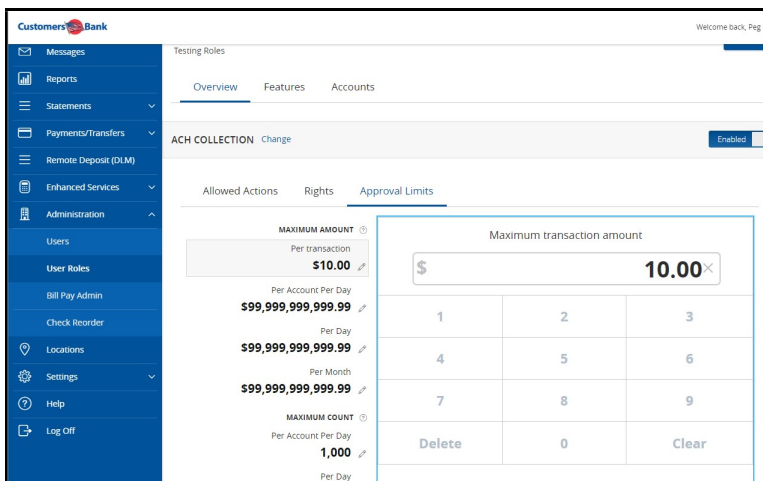 Customers Bank
Welcome back, Peg
Messages
Reports
Statements
Payments/Transfers
Remote Deposit (DLM)
Enhanced Services
Administration
Users
User Roles
Bill Pay Admin
Check Reorder
Locations
Settings
Help
Log Off
Testing Roles
Overview Features Accounts
ACH COLLECTION Change
Enabled
Allowed Actions Rights Approval Limits
MAXIMUM AMOUNT ?
Per transaction
$10.00
Per Account Per Day
$99,999,999,999.99
Per Day
$99,999,999,999.99
Per Month
$99,999,999,999.99
MAXIMUM COUNT ?
Per Account Per Day
1,000
Per Day
Maximum transaction amount
$ 10.00 ×
1 2 3
4 5 6
7 8 9
Delete 0 Clear